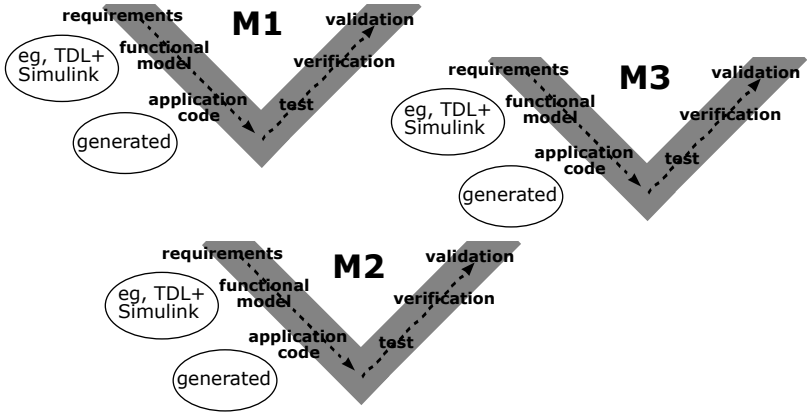 requirements
M1
validation
eg, TDL+
Simulink
functional
model
verification
application
code
test
generated
requirements
M3
validation
eg, TDL+
Simulink
functional
model
verification
application
code
test
generated
requirements
M2
validation
eg, TDL+
Simulink
functional
model
verification
application
code
test
generated